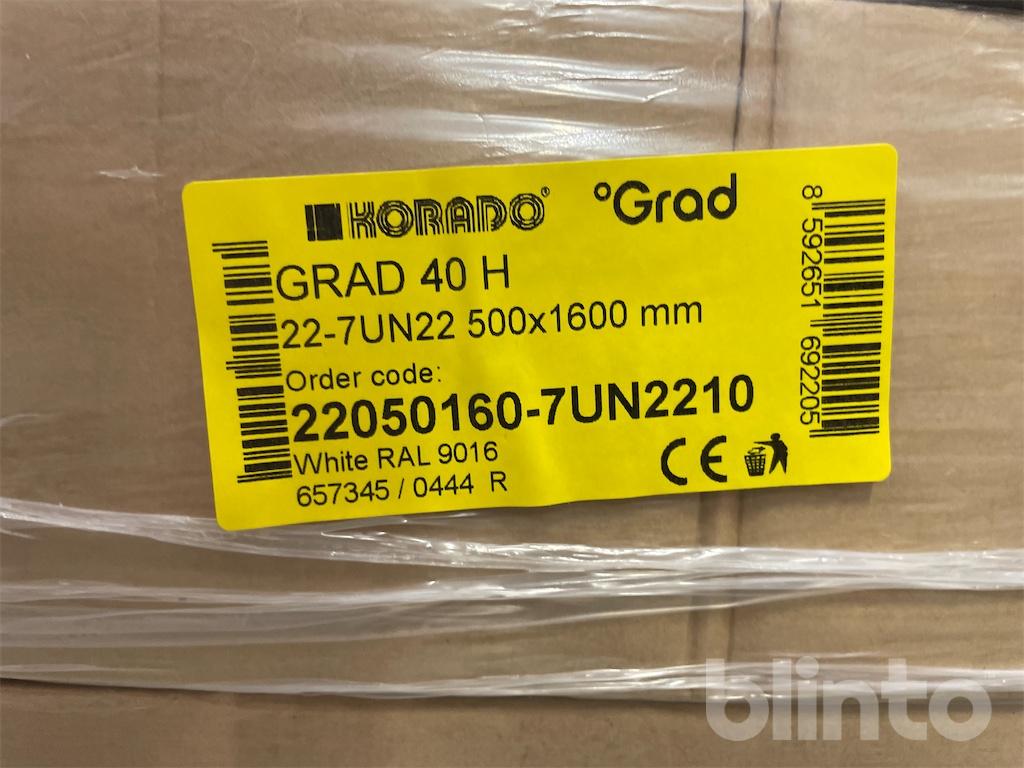 KORADO
°Grad
GRAD 40 H
22-7UN22 500x1600 mm
Order code:
22050160-7UN2210
White RAL 9016
657345 / 0444 R
CE
8 592651 692205
blinto